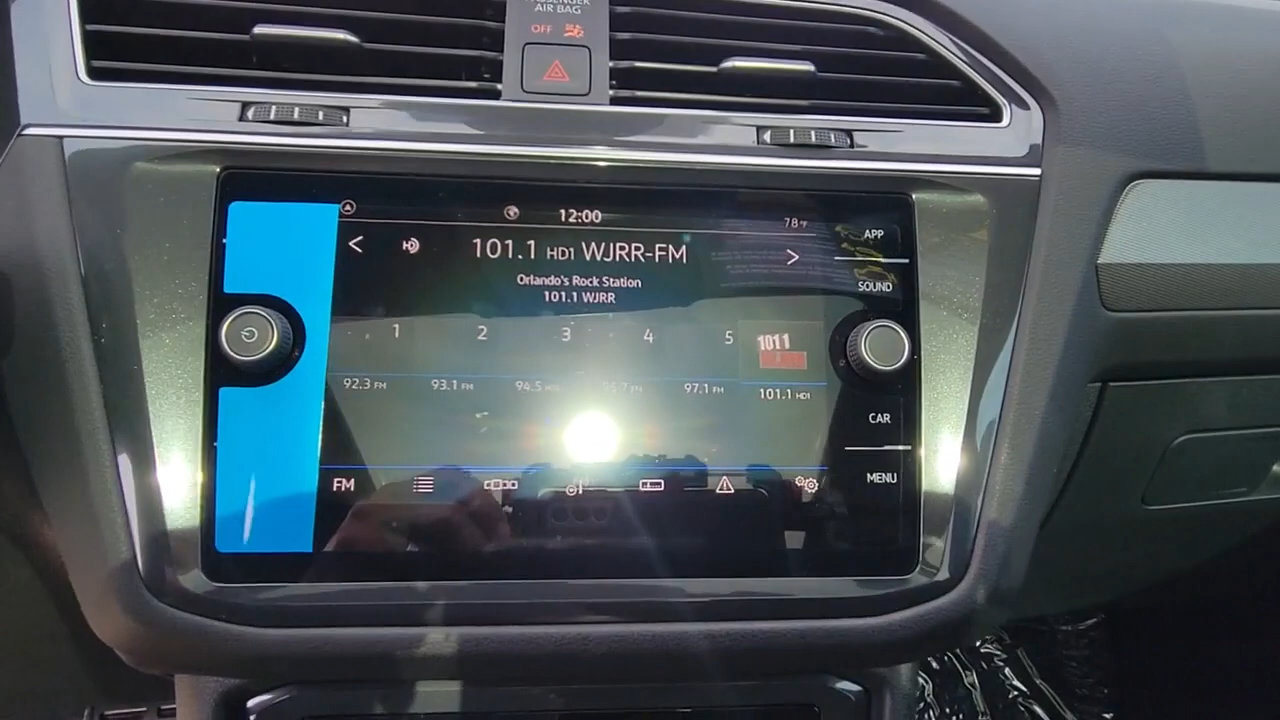 PASSENGER
AIR BAG
OFF
12:00
78°F
APP
101.1 HD1 WJRR-FM
Orlando's Rock Station
101.1 WJRR
SOUND
1 2 3 4 5
1011
92.3 FM 93.1 FM 94.5 97.1 FM 101.1 HD1
CAR
FM
MENU